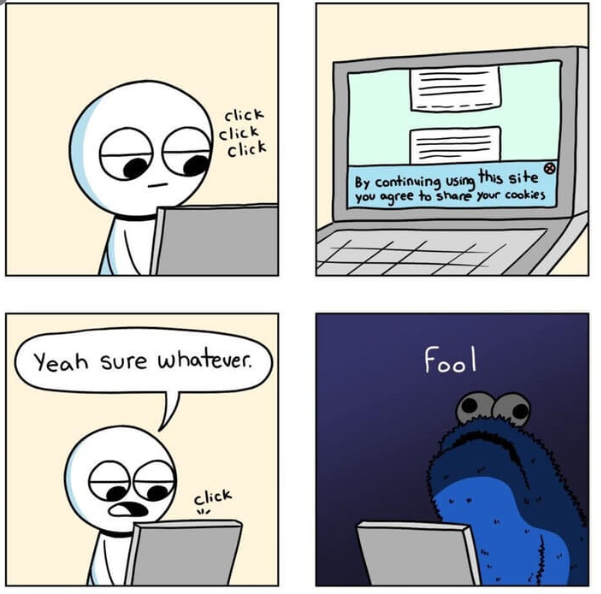 click
click
click
By continuing using this site
you agree to share your cookies
Yeah sure whatever.
click
Fool